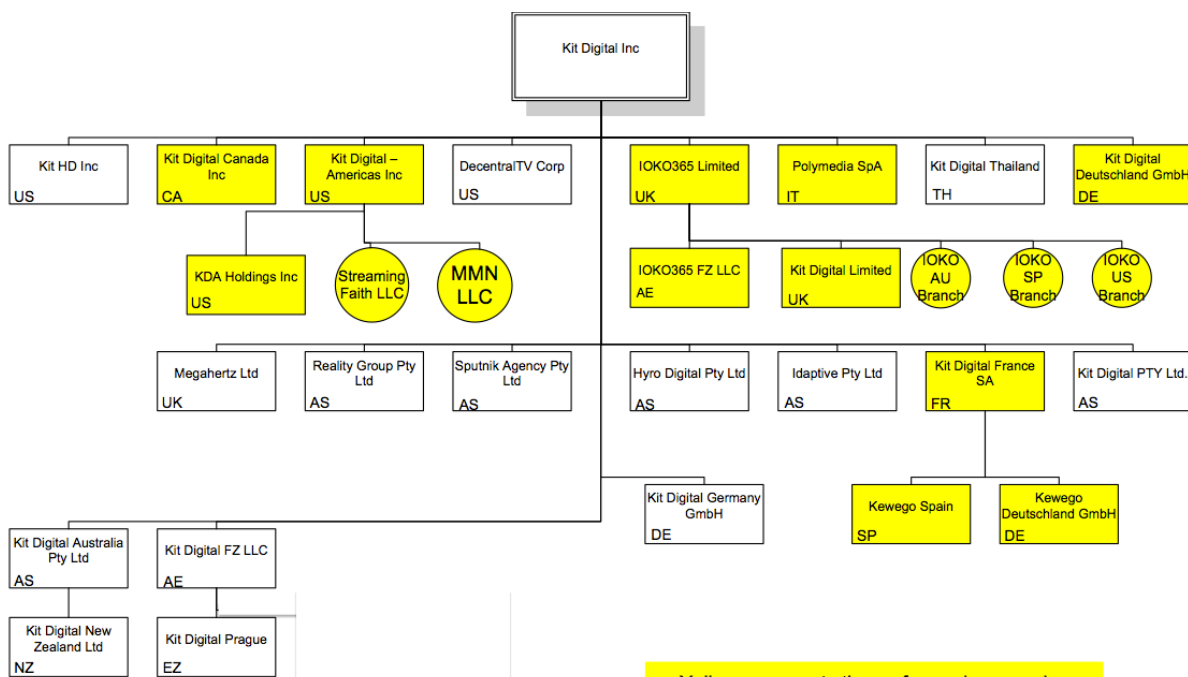 Kit Digital Inc
Kit HD Inc
US
Kit Digital Canada
Inc
CA
Kit Digital –
Americas Inc
US
DecentralTV Corp
US
IOKO365 Limited
UK
Polymedia SpA
IT
Kit Digital Thailand
TH
Kit Digital
Deutschland GmbH
DE
KDA Holdings Inc
US
Streaming
Faith LLC
MMN
LLC
IOKO365 FZ LLC
AE
Kit Digital Limited
UK
IOKO
AU
Branch
IOKO
SP
Branch
IOKO
US
Branch
Megahertz Ltd
UK
Reality Group Pty
Ltd
AS
Sputnik Agency Pty
Ltd
AS
Hyro Digital Pty Ltd
AS
Idaptive Pty Ltd
AS
Kit Digital France
SA
FR
Kit Digital PTY Ltd.
AS
Kit Digital Germany
GmbH
DE
Kewego Spain
SP
Kewego
Deutschland GmbH
DE
Kit Digital Australia
Pty Ltd
AS
Kit Digital FZ LLC
AE
Kit Digital New
Zealand Ltd
NZ
Kit Digital Prague
EZ